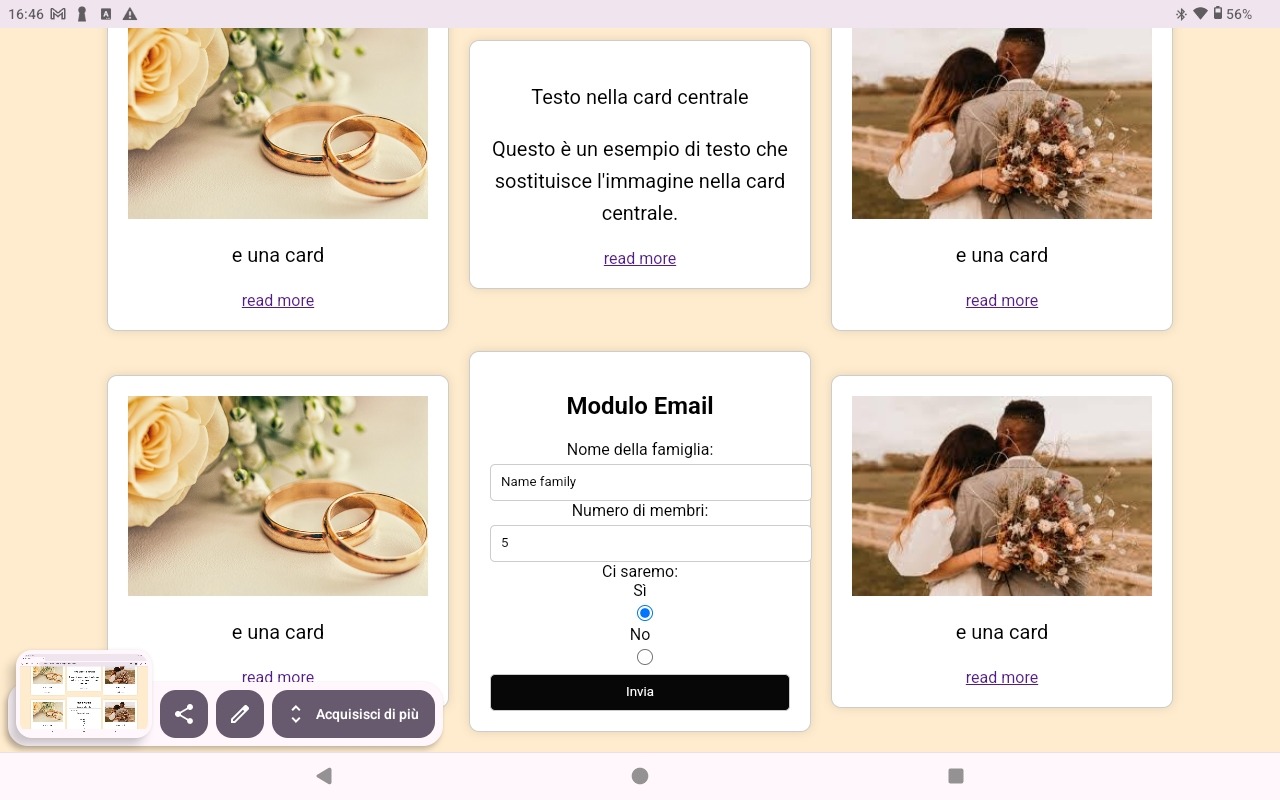 16:46
56%
e una card
read more
Testo nella card centrale
Questo è un esempio di testo che
sostituisce l'immagine nella card
centrale.
read more
e una card
read more
e una card
read more
Modulo Email
Nome della famiglia:
Name family
Numero di membri:
5
Ci saremo:
Sì
No
Invia
e una card
read more
Acquisisci di più